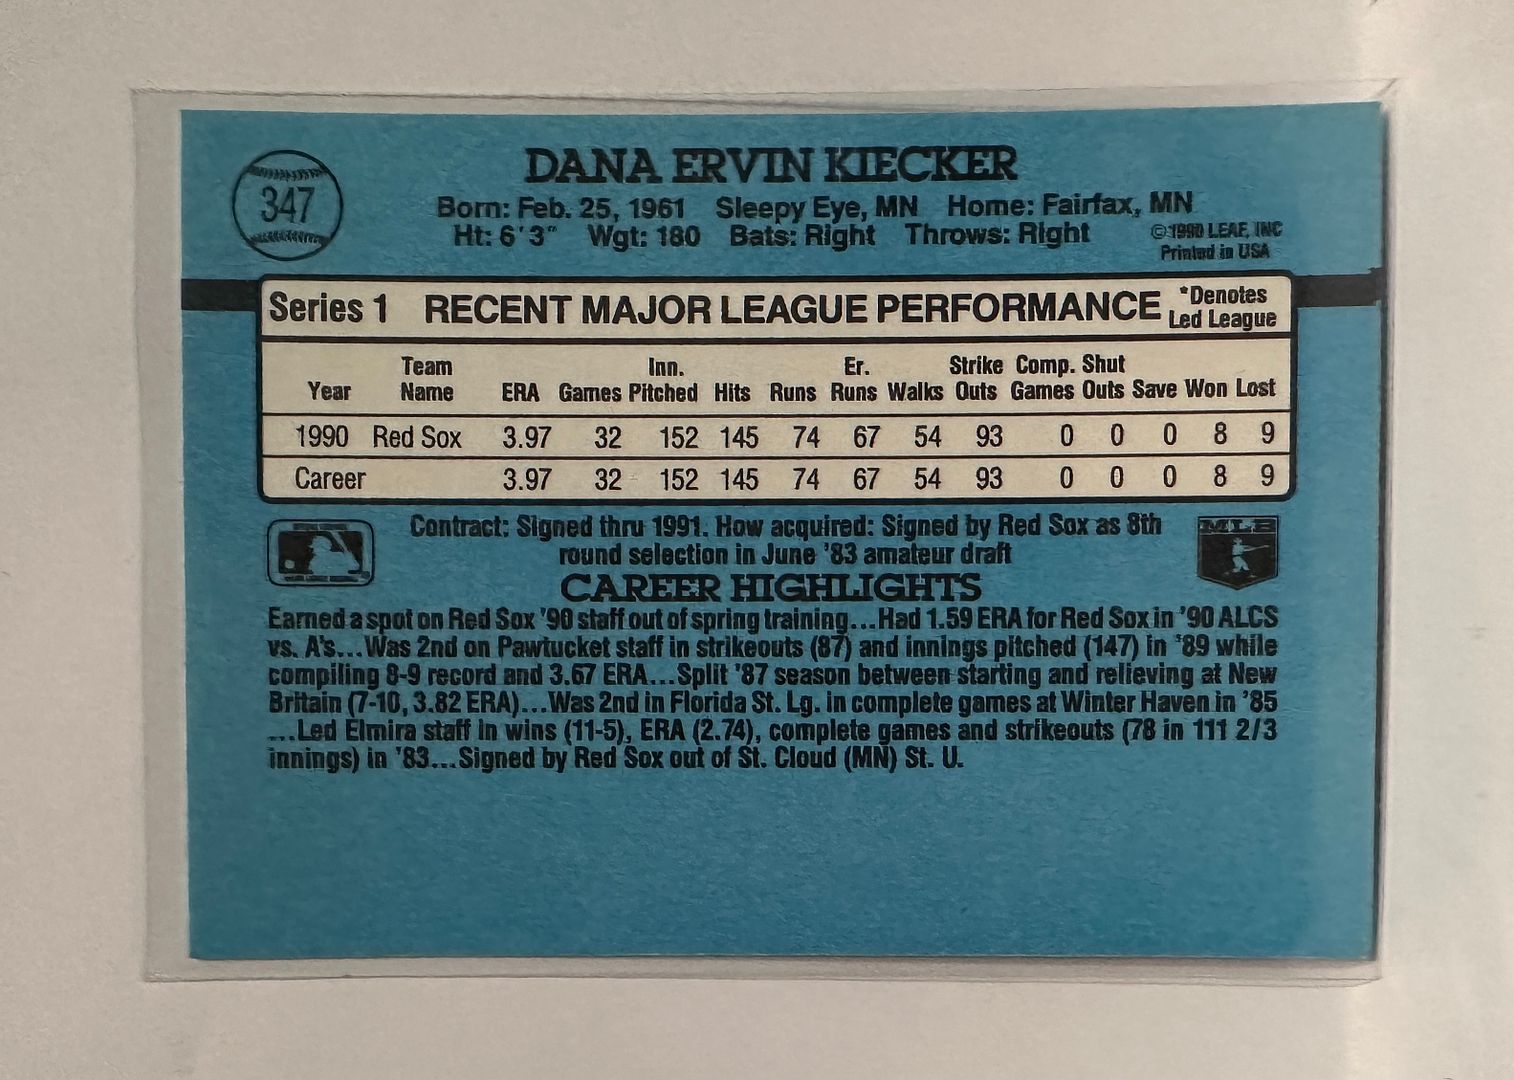 347
DANA ERVIN KIECKER
Born: Feb. 25, 1961 Sleepy Eye, MN Home: Fairfax, MN
Ht: 6'3" Wgt: 180 Bats: Right Throws: Right
©1990 LEAF, INC
Printed in USA
Series 1 RECENT MAJOR LEAGUE PERFORMANCE
*Denotes
Led League
Team Inn. Er. Strike Comp. Shut
Year Name ERA Games Pitched Hits Runs Runs Walks Outs Games Outs Save Won Lost
1990 Red Sox 3.97 32 152 145 74 67 54 93 0 0 0 8 9
Career 3.97 32 152 145 74 67 54 93 0 0 0 8 9
Contract: Signed thru 1991. How acquired: Signed by Red Sox as 8th
round selection in June '83 amateur draft
MLB
CAREER HIGHLIGHTS
Earned a spot on Red Sox '90 staff out of spring training...Had 1.59 ERA for Red Sox in '90 ALCS
vs. A's...Was 2nd on Pawtucket staff in strikeouts (87) and innings pitched (147) in '89 while
compiling 8-9 record and 3.67 ERA...Split '87 season between starting and relieving at New
Britain (7-10, 3.82 ERA)...Was 2nd in Florida St. Lg. in complete games at Winter Haven in '85
...Led Elmira staff in wins (11-5), ERA (2.74), complete games and strikeouts (78 in 111 2/3
innings) in '83...Signed by Red Sox out of St. Cloud (MN) St. U.